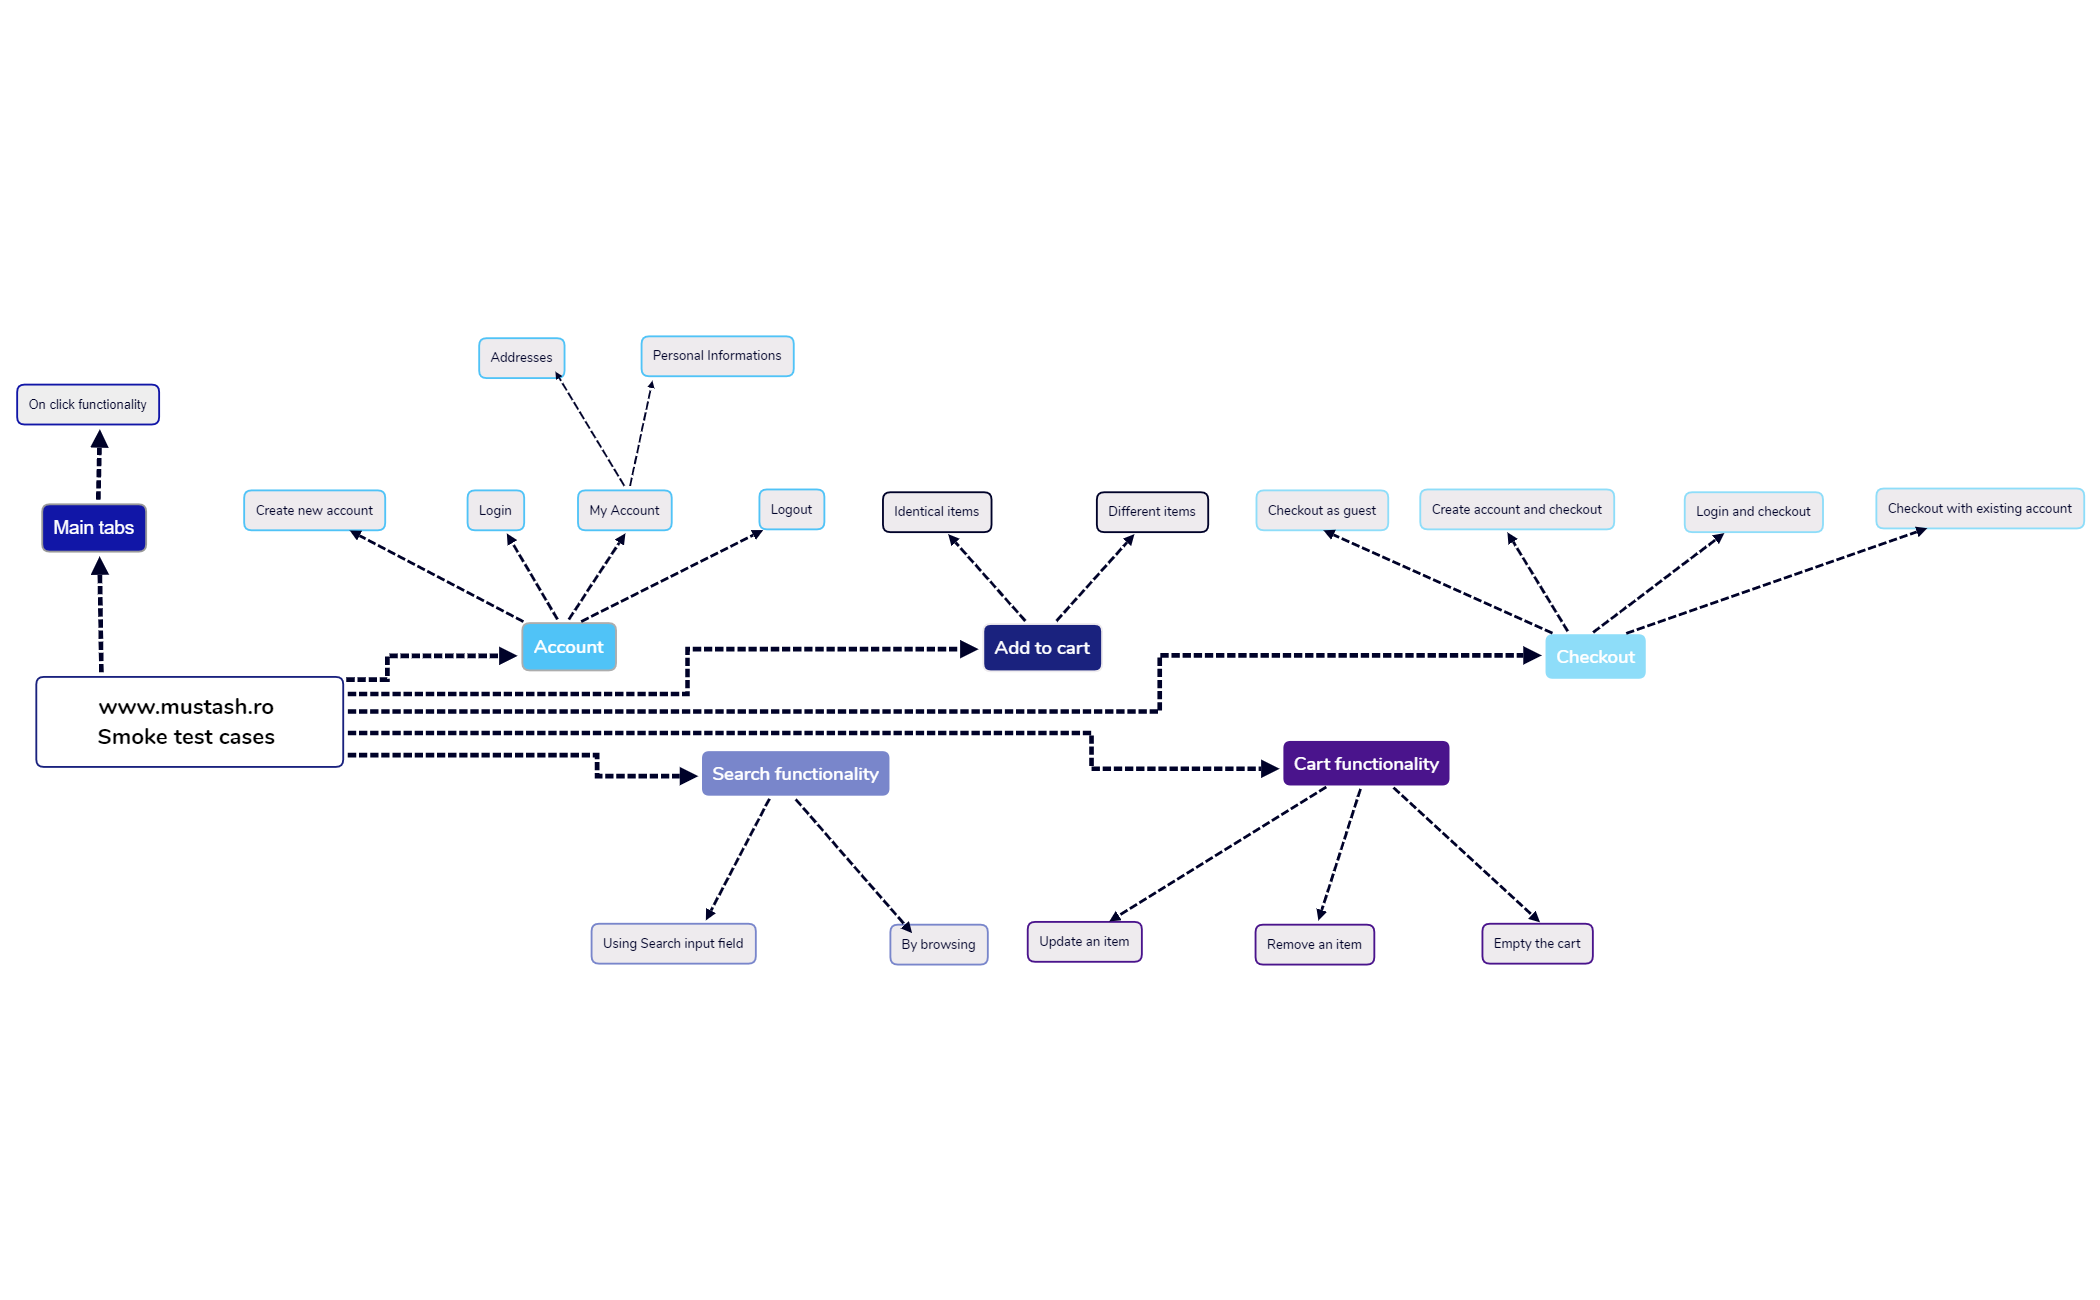 Addresses
Personal Informations
On click functionality
Create new account
Login
My Account
Logout
Identical items
Different items
Checkout as guest
Create account and checkout
Login and checkout
Checkout with existing account
Main tabs
Account
Add to cart
Checkout
www.mustash.ro
Smoke test cases
Search functionality
Cart functionality
Using Search input field
By browsing
Update an item
Remove an item
Empty the cart